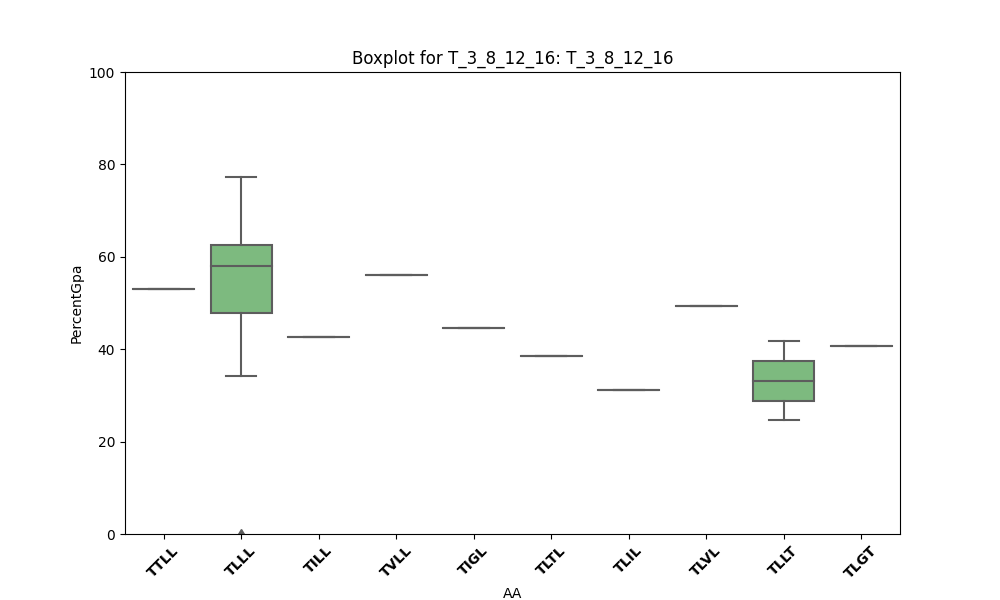 Boxplot for T_3_8_12_16: T_3_8_12_16
100
80
60
40
20
0
PercentGpa
TTLL
TLLL
TILL
TVLL
TIGL
TLTL
TLIL
TLVL
TLLT
TLGT
AA